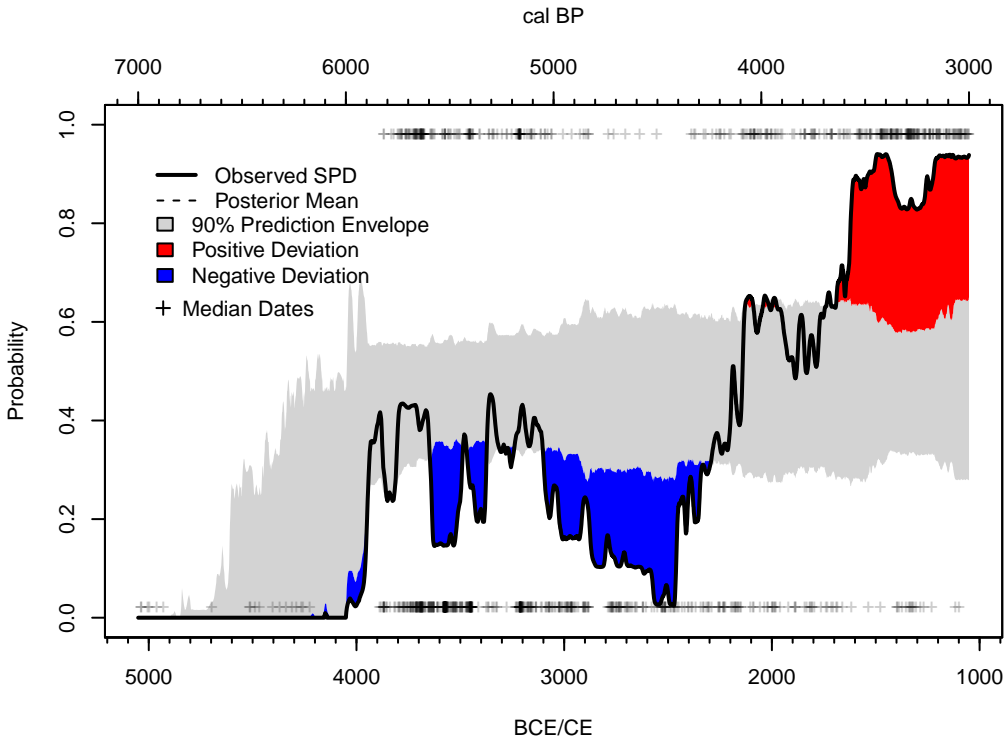 cal BP
7000 6000 5000 4000 3000
1.0
0.8
0.6
0.4
0.2
0.0
Probability
Observed SPD
Posterior Mean
90% Prediction Envelope
Positive Deviation
Negative Deviation
Median Dates
5000 4000 3000 2000 1000
BCE/CE